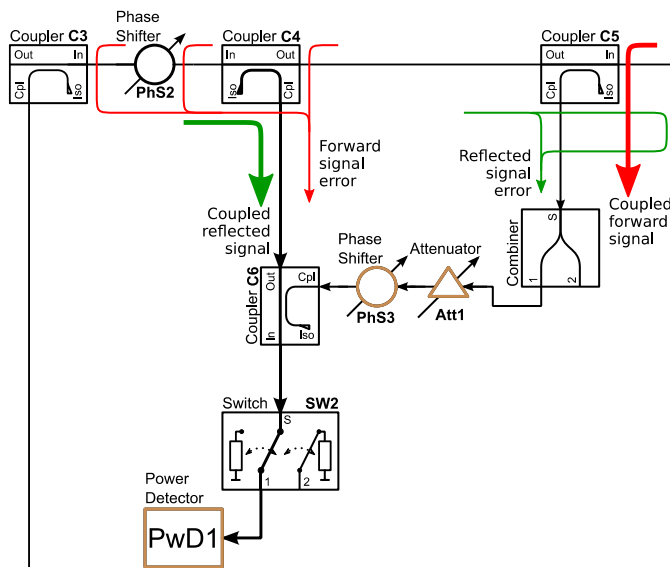 Coupler C3
Phase
Shifter
Coupler C4
Coupler C5
Out
In
Cpl
Iso
PhS2
In
Out
Iso
Cpl
Out
In
Cpl
Iso
Forward
signal
error
Reflected
signal
error
Coupled
reflected
signal
Coupled
forward
signal
Combiner
S
1
2
Phase
Shifter
Attenuator
PhS3
Att1
Coupler C6
Out
In
Cpl
Iso
Switch
SW2
S
1
2
Power
Detector
PwD1